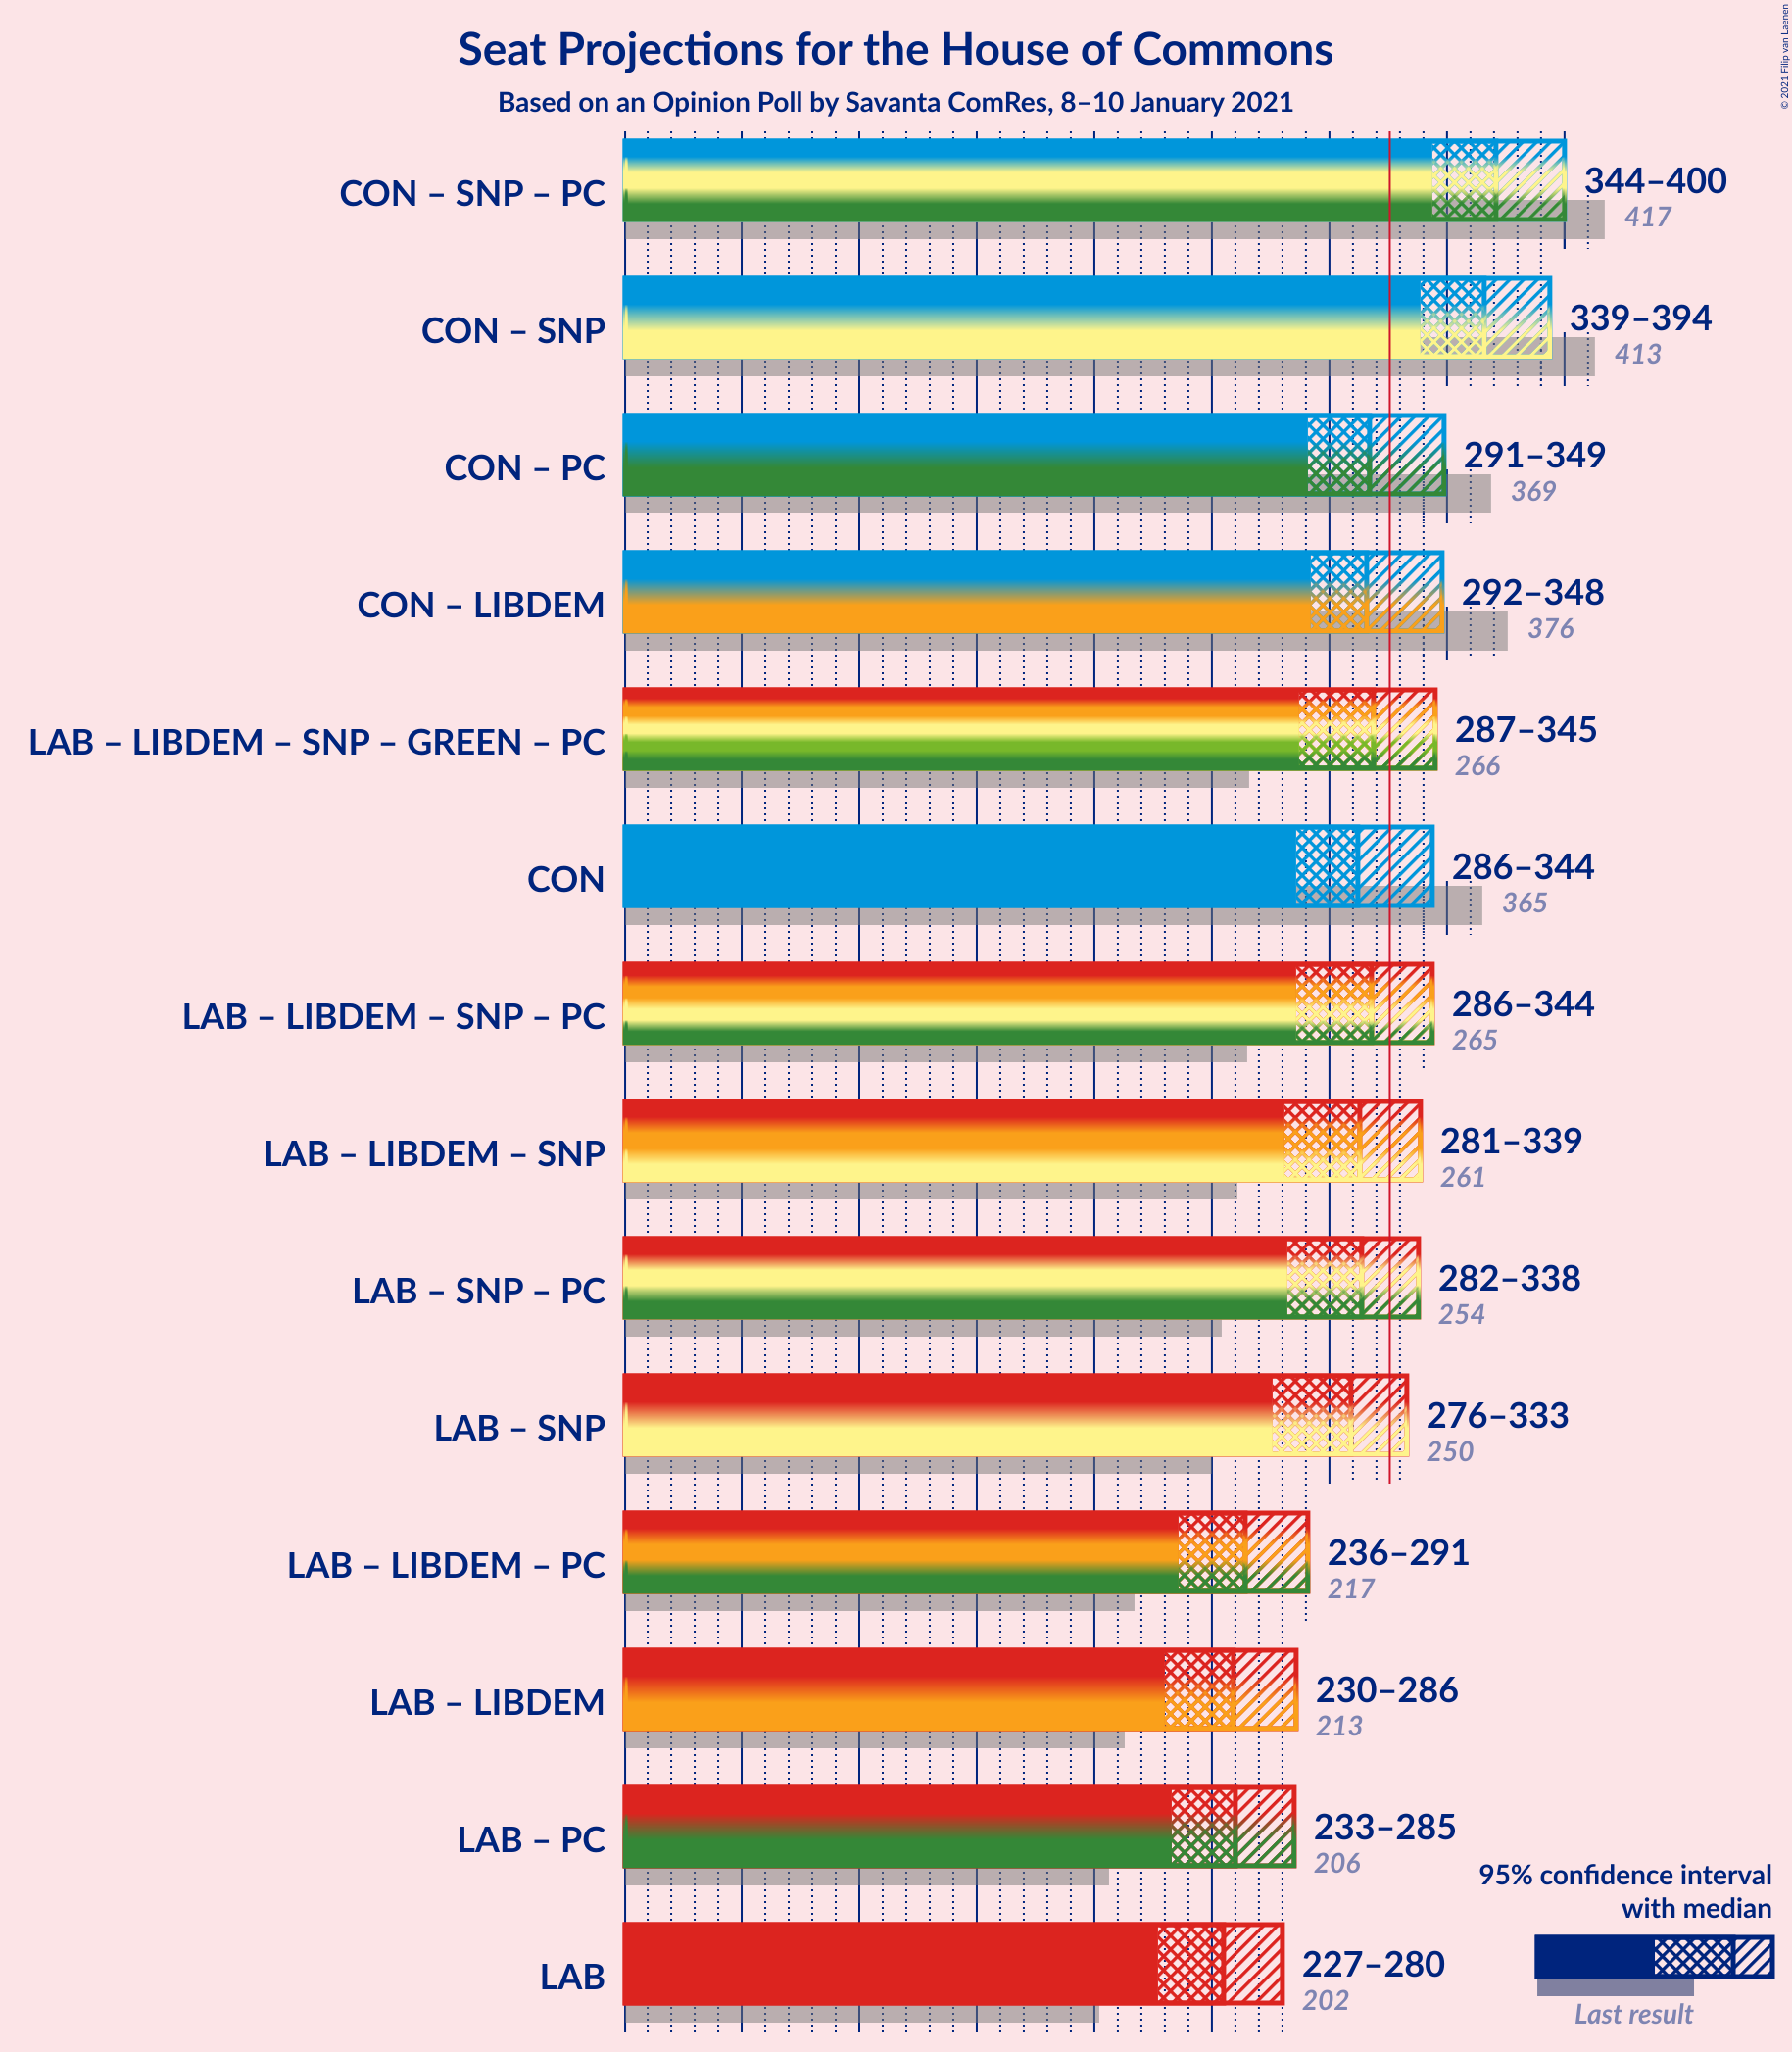 Seat Projections for the House of Commons
Based on an Opinion Poll by Savanta ComRes, 8–10 January 2021
© 2021 Filip van Laenen
CON – SNP – PC
344–400
417
CON – SNP
339–394
413
CON – PC
291–349
369
CON – LIBDEM
292–348
376
LAB – LIBDEM – SNP – GREEN – PC
287–345
266
CON
286–344
365
LAB – LIBDEM – SNP – PC
286–344
265
LAB – LIBDEM – SNP
281–339
261
LAB – SNP – PC
282–338
254
LAB – SNP
276–333
250
LAB – LIBDEM – PC
236–291
217
LAB – LIBDEM
230–286
213
LAB – PC
233–285
206
LAB
227–280
202
95% confidence interval
with median
Last result